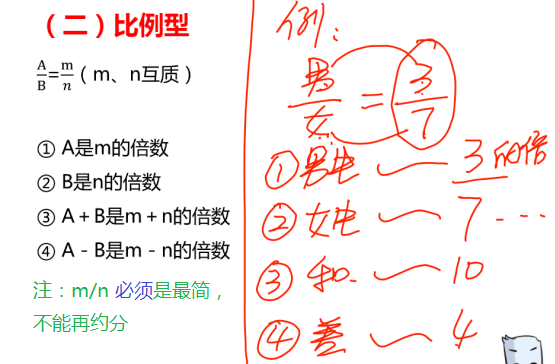 （二）比例型
A/B=m/n（m、n互质）
① A是m的倍数
② B是n的倍数
③ A＋B是m＋n的倍数
④ A－B是m－n的倍数
注：m/n 必须是最简，
不能再约分
例：
男/女 = 3/7
①男生 ~ 3的倍
②女生 ~ 7 ---
③和 ~ 10
④差 ~ 4